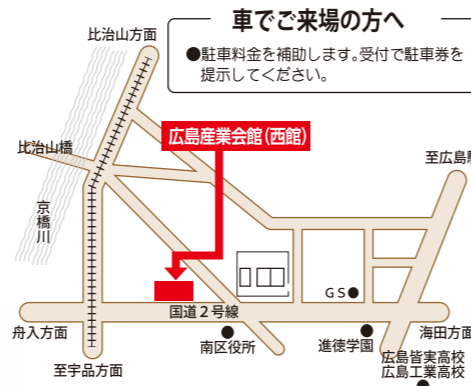 車でご来場の方へ
●駐車料金を補助します。受付で駐車券を
提示してください。
比治山方面
広島産業会館(西館)
比治山橋
至広島駅
京橋川
GS●
国道2号線
舟入方面
南区役所
進徳学園
海田方面
至宇品方面
広島皆実高校
広島工業高校